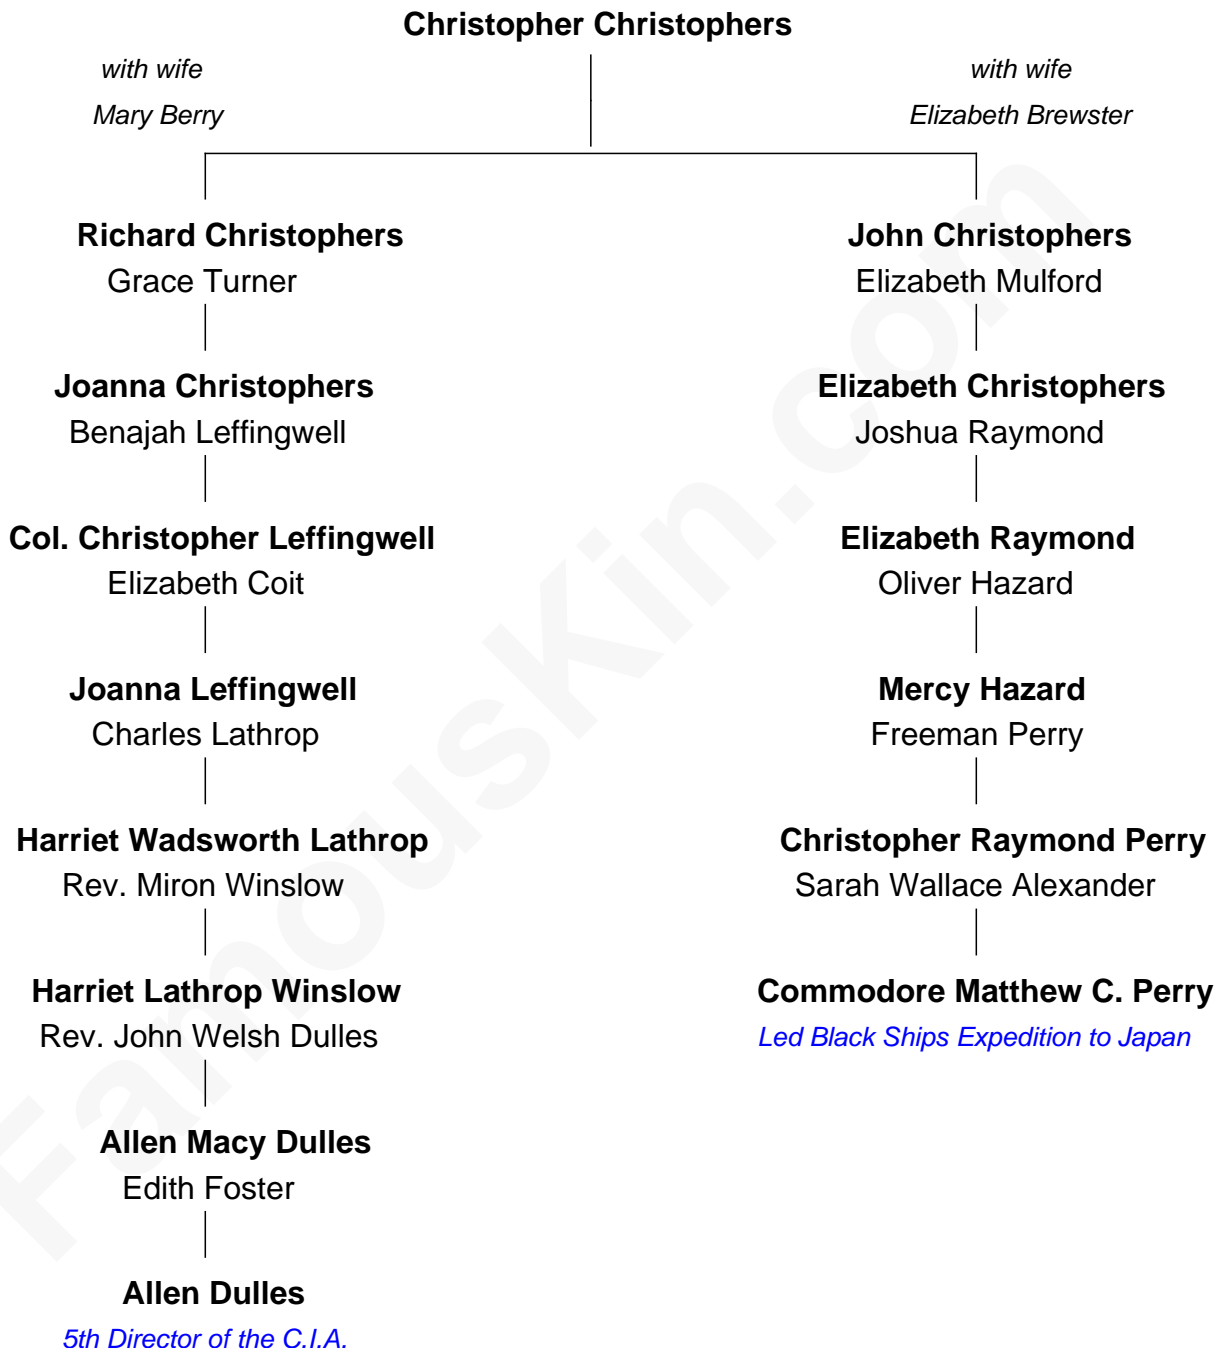 Christopher Christophers
with wife
Mary Berry
with wife
Elizabeth Brewster
Richard Christophers
Grace Turner
John Christophers
Elizabeth Mulford
Joanna Christophers
Benajah Leffingwell
Elizabeth Christophers
Joshua Raymond
Col. Christopher Leffingwell
Elizabeth Coit
Elizabeth Raymond
Oliver Hazard
Joanna Leffingwell
Charles Lathrop
Mercy Hazard
Freeman Perry
Harriet Wadsworth Lathrop
Rev. Miron Winslow
Christopher Raymond Perry
Sarah Wallace Alexander
Harriet Lathrop Winslow
Rev. John Welsh Dulles
Commodore Matthew C. Perry
Led Black Ships Expedition to Japan
Allen Macy Dulles
Edith Foster
Allen Dulles
5th Director of the C.I.A.
FamousKin.com